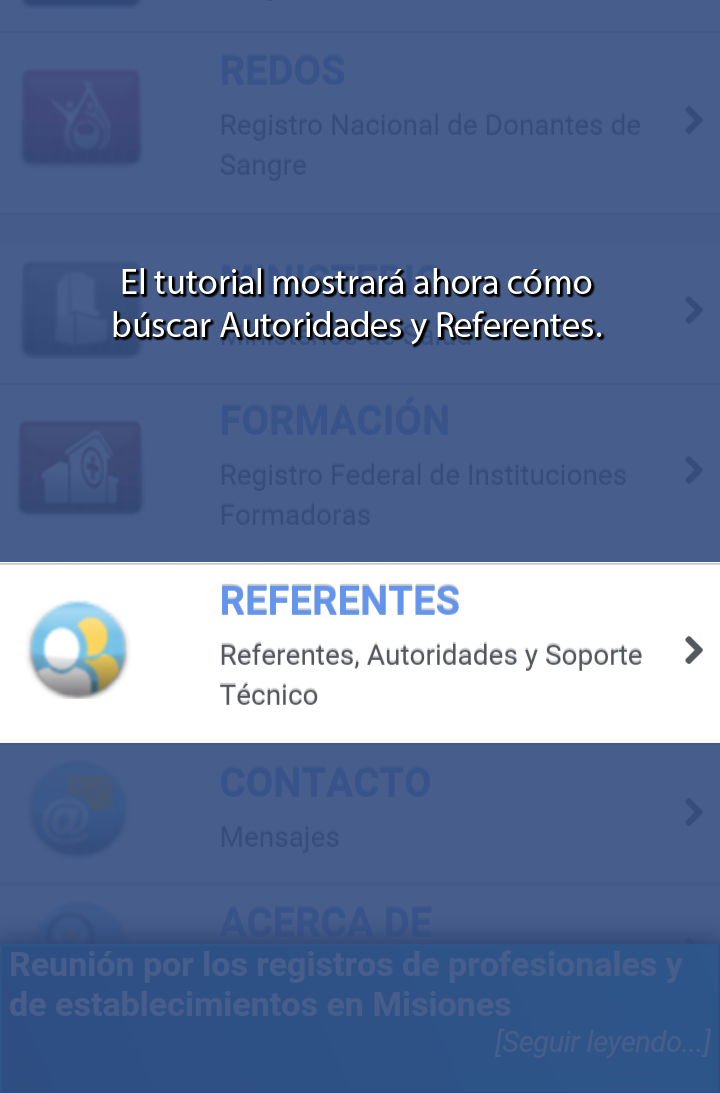 REDOS
Registro Nacional de Donantes de
Sangre
El tutorial mostrará ahora cómo
búscar Autoridades y Referentes.
FORMACIÓN
Registro Federal de Instituciones
Formadoras
REFERENTES
Referentes, Autoridades y Soporte
Técnico
CONTACTO
Mensajes
ACERCA DE
Reunión por los registros de profesionales y
de establecimientos en Misiones
[Seguir leyendo...]